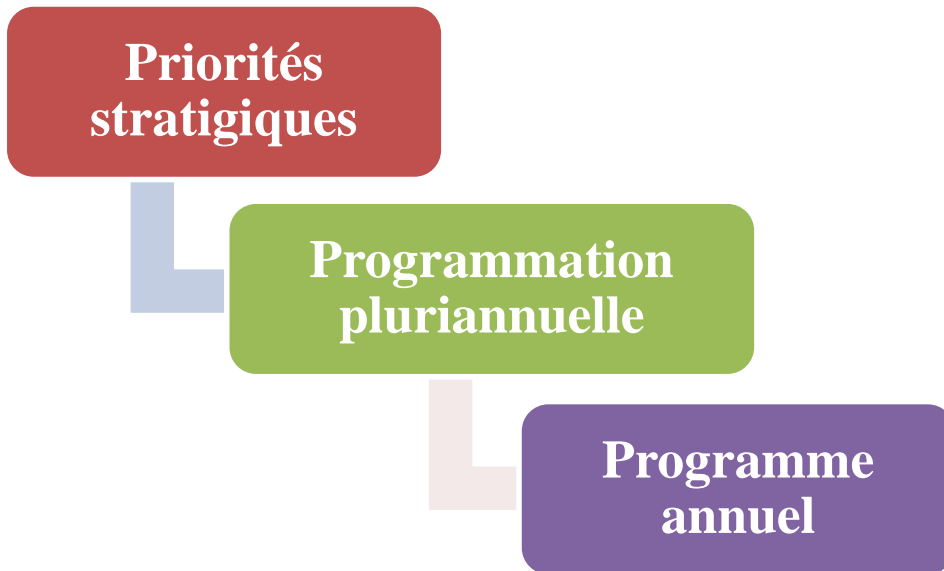 Priorités
stratigiques
Programmation
pluriannuelle
Programme
annuel